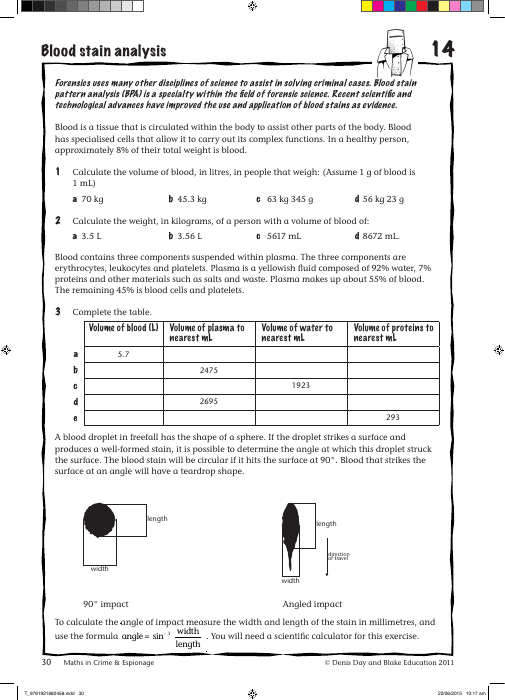 Blood stain analysis
14
Forensics uses many other disciplines of science to assist in solving criminal cases. Blood stain
pattern analysis (BPA) is a specialty within the field of forensic science. Recent scientific and
technological advances have improved the use and application of blood stains as evidence.
Blood is a tissue that is circulated within the body to assist other parts of the body. Blood
has specialised cells that allow it to carry out its complex functions. In a healthy person,
approximately 8% of their total weight is blood.
1 Calculate the volume of blood, in litres, in people that weigh: (Assume 1 g of blood is
1 mL)
a 70 kg b 45.3 kg c 63 kg 345 g d 56 kg 23 g
2 Calculate the weight, in kilograms, of a person with a volume of blood of:
a 3.5 L b 3.56 L c 5617 mL d 8672 mL.
Blood contains three components suspended within plasma. The three components are
erythrocytes, leukocytes and platelets. Plasma is a yellowish fluid composed of 92% water, 7%
proteins and other materials such as salts and waste. Plasma makes up about 55% of blood.
The remaining 45% is blood cells and platelets.
3 Complete the table.
Volume of blood (L) Volume of plasma to Volume of water to Volume of proteins to
nearest mL nearest mL nearest mL
a 5.7
b 2475
c 1923
d 2695
e 293
A blood droplet in freefall has the shape of a sphere. If the droplet strikes a surface and
produces a well-formed stain, it is possible to determine the angle at which this droplet struck
the surface. The blood stain will be circular if it hits the surface at 90°. Blood that strikes the
surface at an angle will have a teardrop shape.
length
width
length
direction
of travel
width
90° impact
Angled impact
To calculate the angle of impact measure the width and length of the stain in millimetres, and
use the formula angle = sin⁻¹ width/length . You will need a scientific calculator for this exercise.
30 Maths in Crime & Espionage
© Denis Day and Blake Education 2011
T_9781921680458.indd 30
22/06/2015 10:17 am